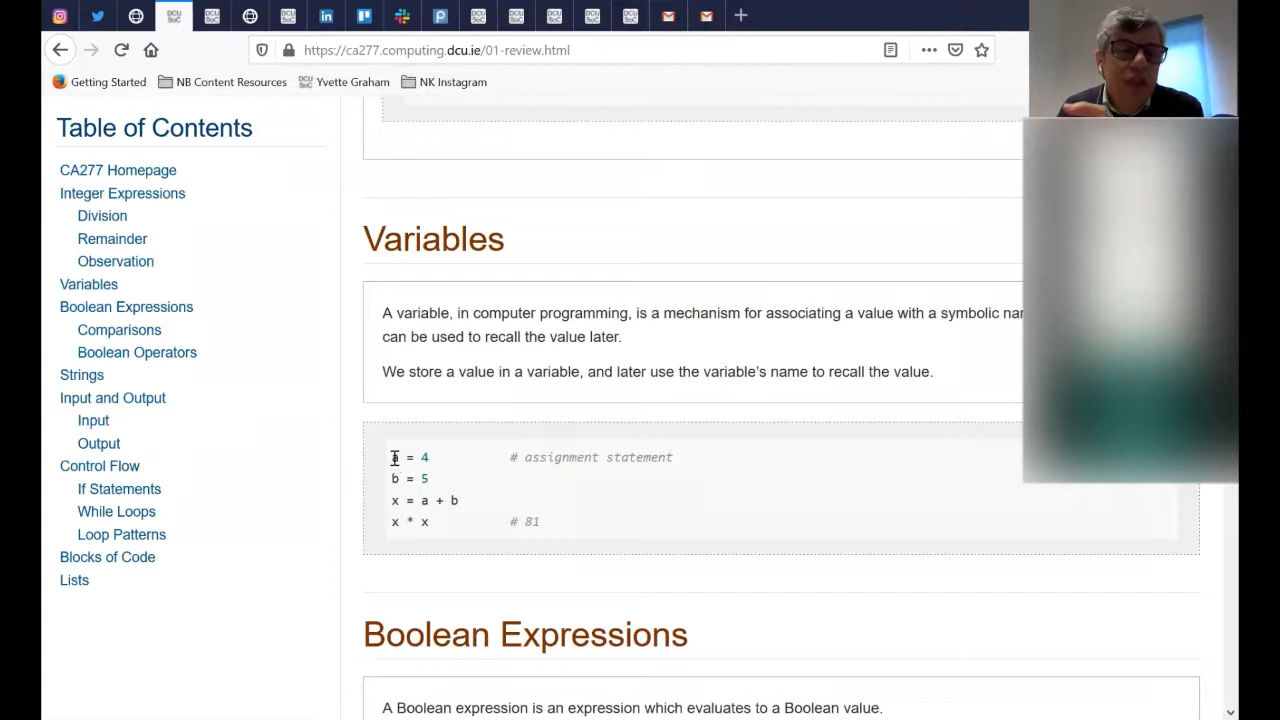 https://ca277.computing.dcu.ie/01-review.html
Getting Started
NB Content Resources
Yvette Graham
NK Instagram
Table of Contents
CA277 Homepage
Integer Expressions
Division
Remainder
Observation
Variables
Boolean Expressions
Comparisons
Boolean Operators
Strings
Input and Output
Input
Output
Control Flow
If Statements
While Loops
Loop Patterns
Blocks of Code
Lists
Variables
A variable, in computer programming, is a mechanism for associating a value with a symbolic
can be used to recall the value later.
We store a value in a variable, and later use the variable’s name to recall the value.
a = 4 # assignment statement
b = 5
x = a + b
x * x # 81
Boolean Expressions
A Boolean expression is an expression which evaluates to a Boolean value.